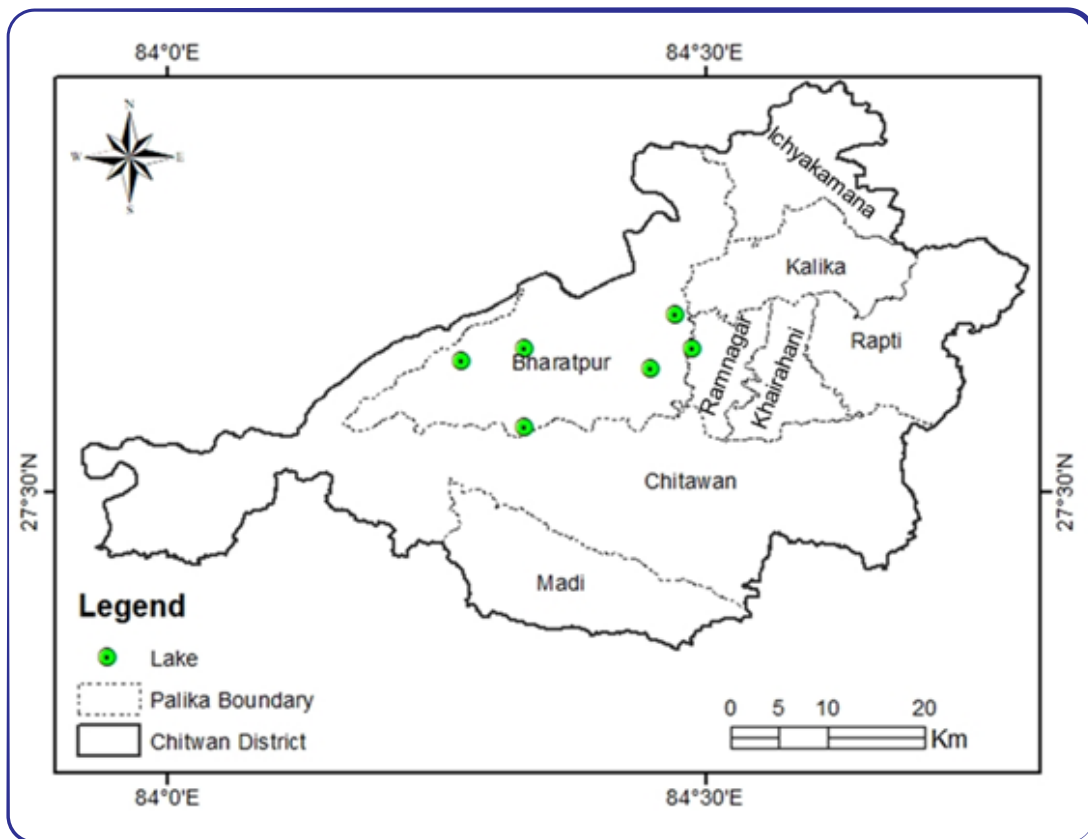 84°0'E 84°30'E
N
W E
S
Ichyakamana
Kalika
Ramnagar
Khairahani
Rapti
Bharatpur
Chitawan
27°30'N 27°30'N
Madi
Legend
Lake
Palika Boundary
Chitwan District
0 5 10 20
Km
84°0'E 84°30'E